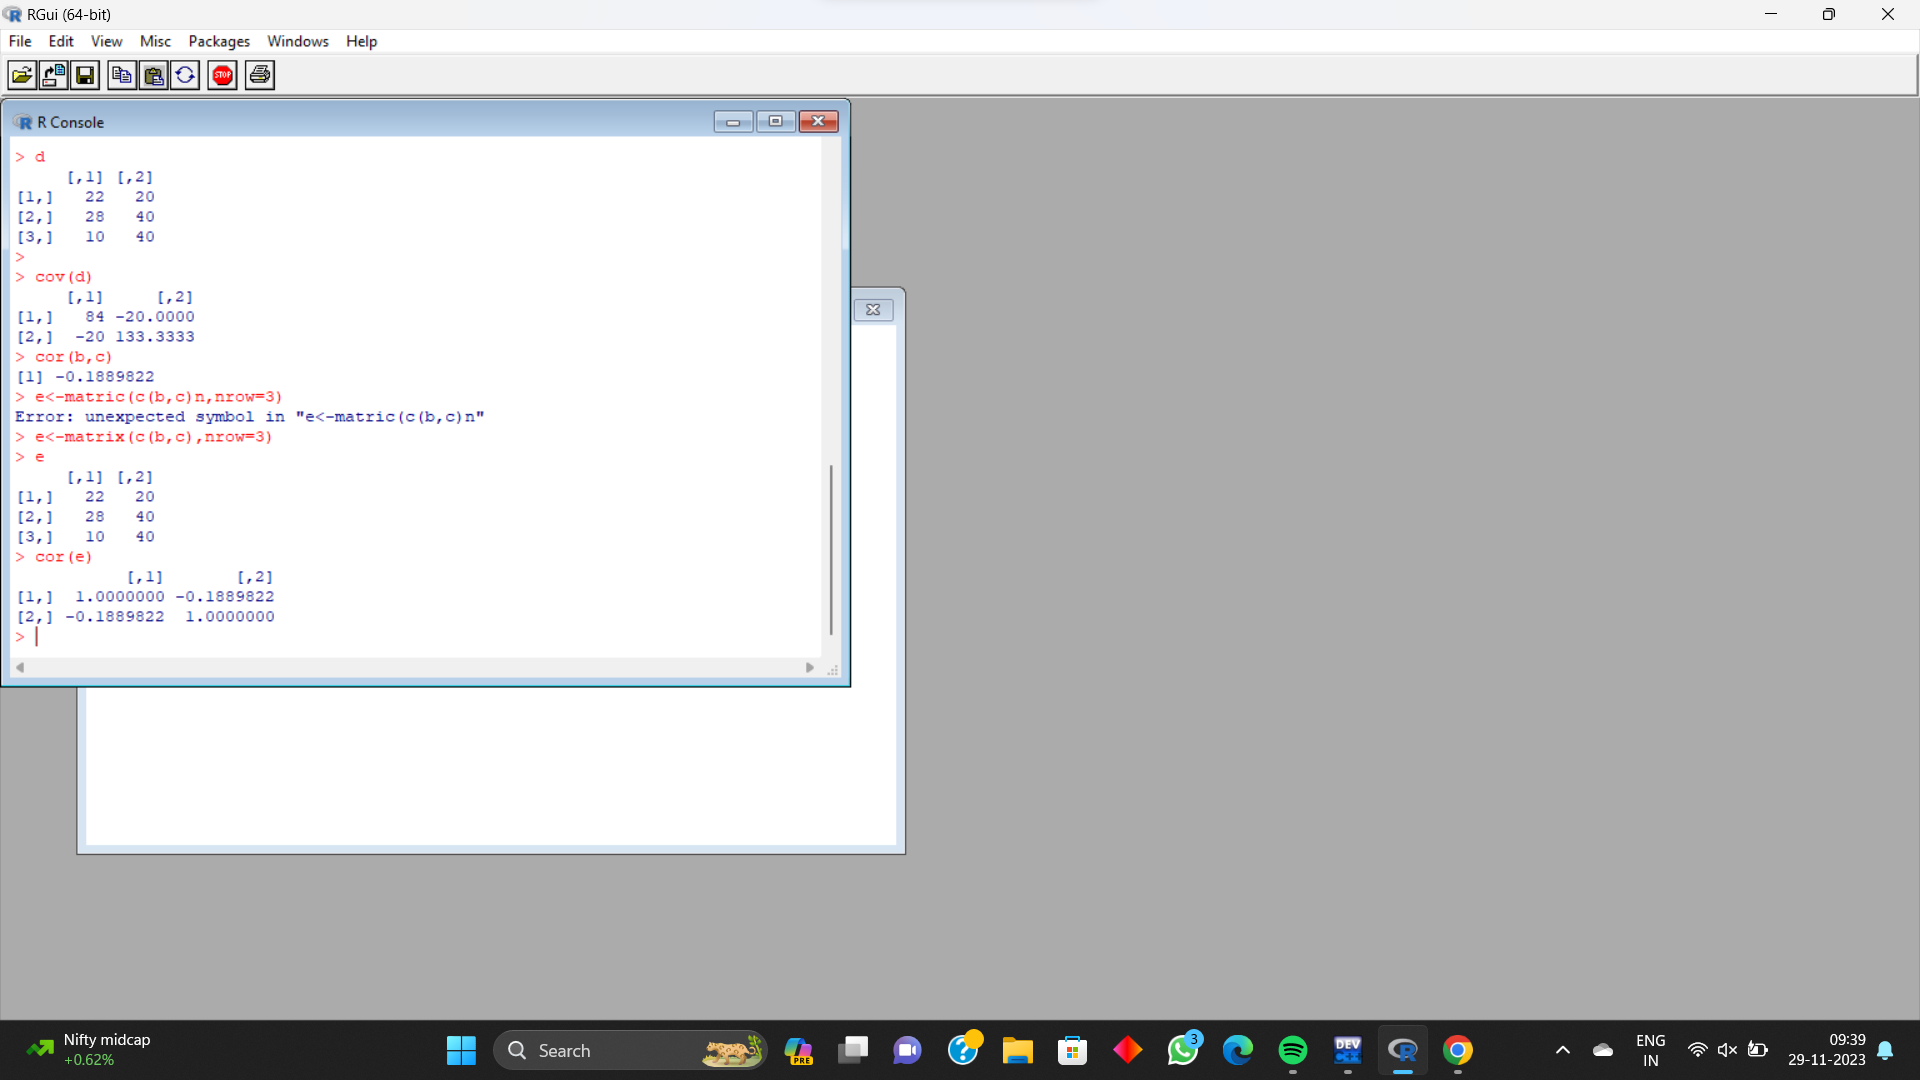 RGui (64-bit)
File Edit View Misc Packages Windows Help
STOP
R Console
> d
     [,1] [,2]
[1,]   22   20
[2,]   28   40
[3,]   10   40
>
> cov(d)
     [,1]     [,2]
[1,]   84 -20.0000
[2,]  -20 133.3333
> cor(b,c)
[1] -0.1889822
> e<-matric(c(b,c)n,nrow=3)
Error: unexpected symbol in "e<-matric(c(b,c)n"
> e<-matrix(c(b,c),nrow=3)
> e
     [,1] [,2]
[1,]   22   20
[2,]   28   40
[3,]   10   40
> cor(e)
           [,1]       [,2]
[1,]  1.0000000 -0.1889822
[2,] -0.1889822  1.0000000
>
Nifty midcap
+0.62%
Search
PRE
3
DEV
C++
ENG
IN
09:39
29-11-2023